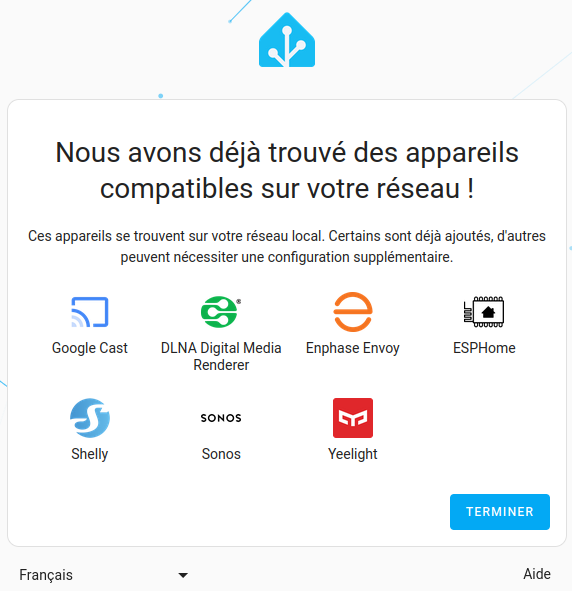 Nous avons déjà trouvé des appareils
compatibles sur votre réseau !
Ces appareils se trouvent sur votre réseau local. Certains sont déjà ajoutés, d'autres
peuvent nécessiter une configuration supplémentaire.
Google Cast
DLNA Digital Media
Renderer
Enphase Envoy
ESPHome
SONOS
Shelly
Sonos
Yeelight
TERMINER
Français
Aide